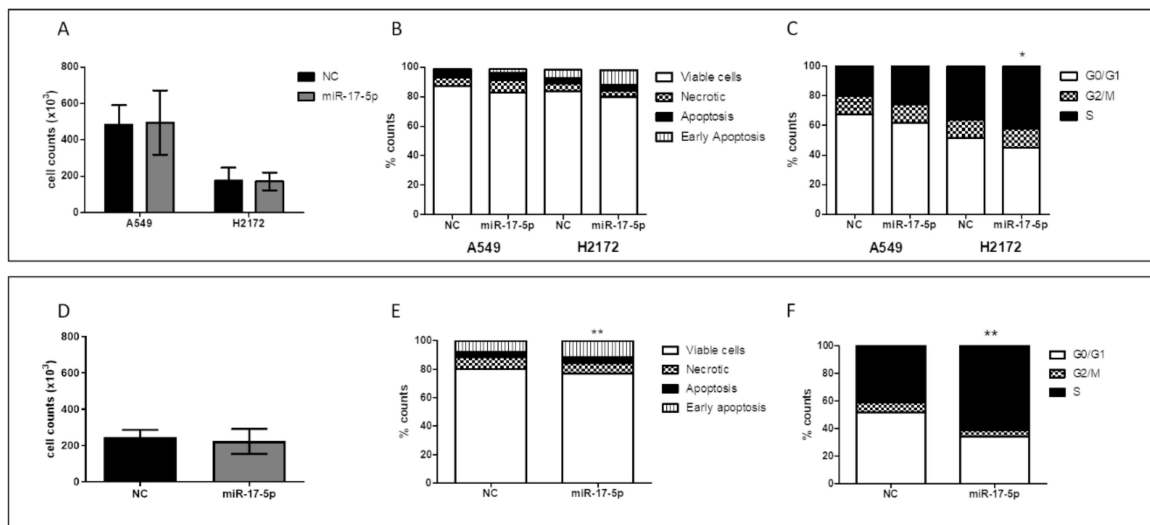 A
cell counts (x10³)
800
600
400
200
0
A549
H2172
NC
miR-17-5p
B
% counts
100
80
60
40
20
0
NC
miR-17-5p
NC
miR-17-5p
A549
H2172
Viable cells
Necrotic
Apoptosis
Early Apoptosis
C
% counts
100
80
60
40
20
0
*
NC
miR-17-5p
NC
miR-17-5p
A549
H2172
G0/G1
G2/M
S
D
cell counts (x10³)
800
600
400
200
0
NC
miR-17-5p
E
% counts
100
80
60
40
20
0
**
NC
miR-17-5p
Viable cells
Necrotic
Apoptosis
Early apoptosis
F
% counts
100
80
60
40
20
0
**
NC
miR-17-5p
G0/G1
G2/M
S